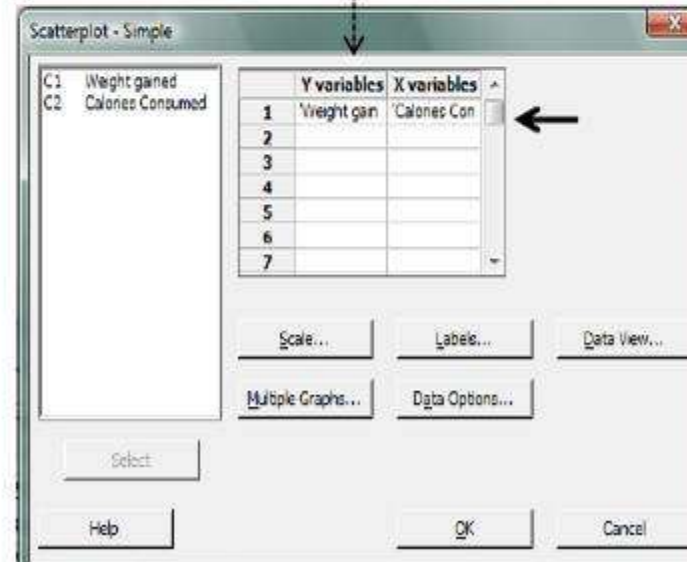 Scatterplot - Simple
C1 Weight gained
C2 Calories Consumed
Y variables X variables
1 'Weight gain 'Calories Con
2
3
4
5
6
7
Scale... Labels... Data View...
Multiple Graphs... Data Options...
Select
Help OK Cancel